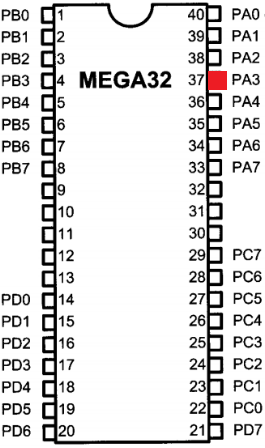 PB0 1 40 PA0
PB1 2 39 PA1
PB2 3 38 PA2
PB3 4 MEGA32 37 PA3
PB4 5 36 PA4
PB5 6 35 PA5
PB6 7 34 PA6
PB7 8 33 PA7
9 32
10 31
11 30
12 29 PC7
13 28 PC6
PD0 14 27 PC5
PD1 15 26 PC4
PD2 16 25 PC3
PD3 17 24 PC2
PD4 18 23 PC1
PD5 19 22 PC0
PD6 20 21 PD7